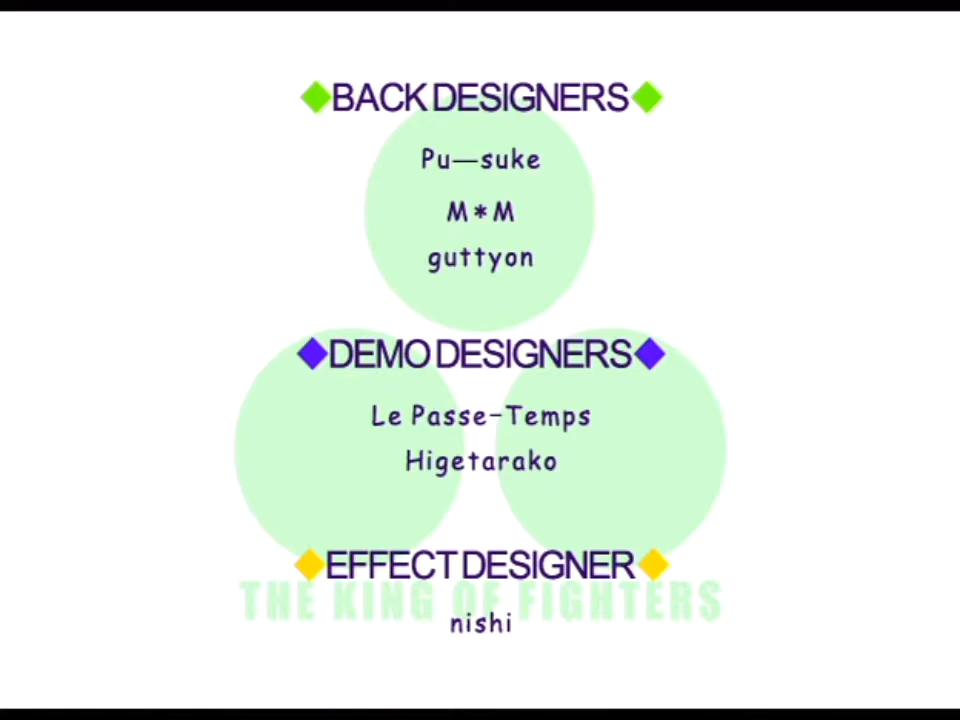 ◆BACK DESIGNERS◆
Pu—suke
M*M
guttyon
◆DEMO DESIGNERS◆
Le Passe-Temps
Higetarako
◆EFFECT DESIGNER◆
THE KING OF FIGHTERS
nishi